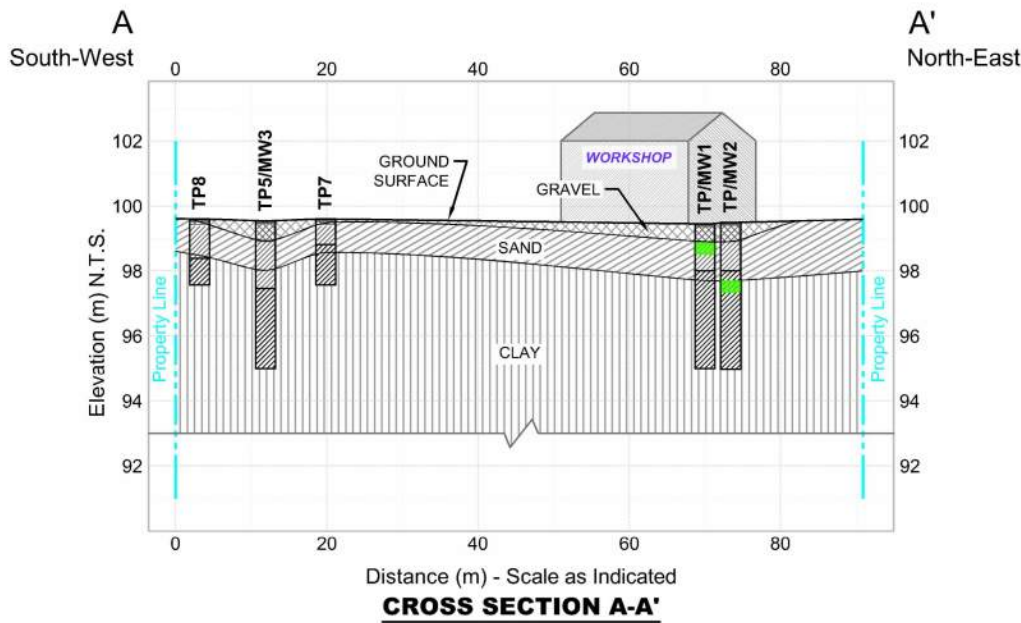 A
A'
South-West
North-East
0 20 40 60 80
102
100
98
96
94
92
102
100
98
96
94
92
Elevation (m) N.T.S.
Property Line
TP8
TP5/MW3
TP7
GROUND
SURFACE
WORKSHOP
GRAVEL
TP/MW1
TP/MW2
SAND
CLAY
Property Line
0 20 40 60 80
Distance (m) - Scale as Indicated
CROSS SECTION A-A'